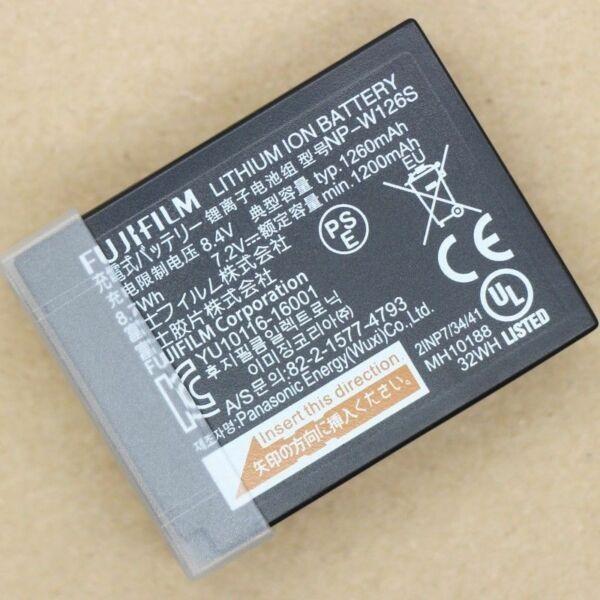 FUJIFILM LITHIUM ION BATTERY
充電式バッテリー 锂离子电池组 型号NP-W126S
充电限制电压 8.4V 典型容量 typ. 1260mAh
8.7Wh 7.2V⎓ 额定容量 min. 1200mAh
富士フイルム株式会社
富士胶片株式会社
FUJIFILM Corporation
YU10116-16001
후지필름일렉트로닉
이미징코리아(주)
A/S문의: 82-2-1577-4793
제조자명:Panasonic Energy(Wuxi)Co.,Ltd.
PS
E
EU
CE
UL
LISTED
2INP7/34/41
MH10188
32WH
Insert this direction
矢印の方向に挿入ください。